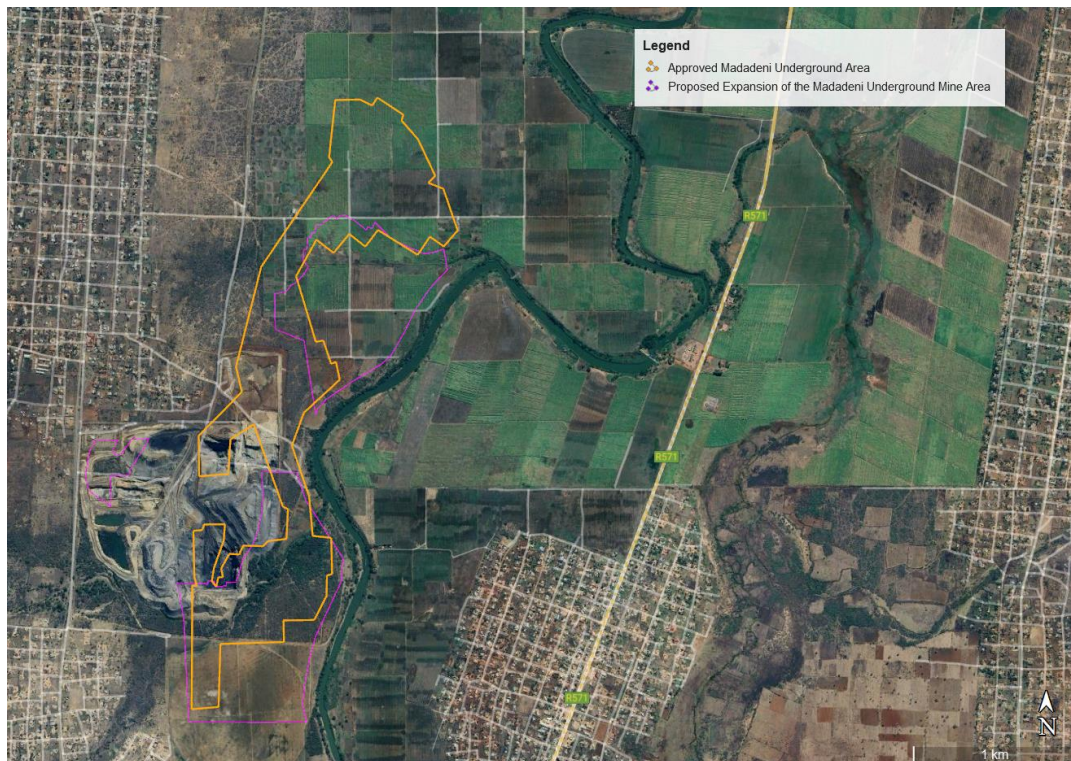 Legend
Approved Madadeni Underground Area
Proposed Expansion of the Madadeni Underground Mine Area
R571
R571
R571
N
1 km